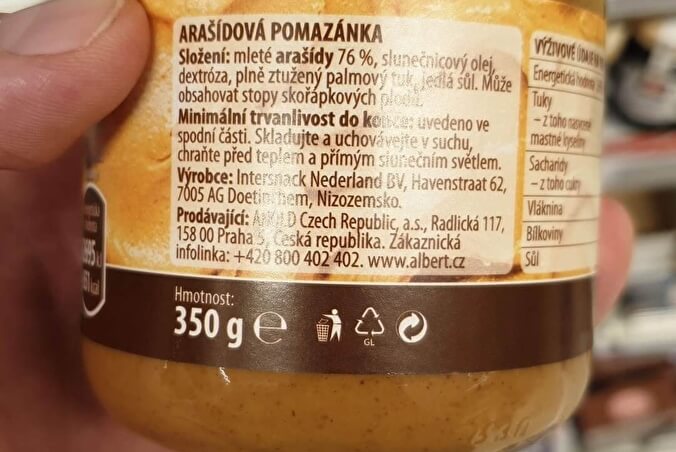 ARAŠÍDOVÁ POMAZÁNKA
Složení: mleté arašídy 76 %, slunečnicový olej,
dextróza, plně ztužený palmový tuk, jedlá sůl. Může
obsahovat stopy skořápkových plodů.
Minimální trvanlivost do konce: uvedeno ve
spodní části. Skladujte a uchovávejte v suchu,
chraňte před teplem a přímým slunečním světlem.
Výrobce: Intersnack Nederland BV, Havenstraat 62,
7005 AG Doetinchem, Nizozemsko.
Prodávající: AHOLD Czech Republic, a.s., Radlická 117,
158 00 Praha 5, Česká republika. Zákaznická
infolinka: +420 800 402 402. www.albert.cz
VÝŽIVOVÉ ÚDAJE
Energetická hodnota
Tuky
– z toho nasycené
mastné kyseliny
Sacharidy
– z toho cukry
Vláknina
Bílkoviny
Sůl
Hmotnost:
350 g e
GL